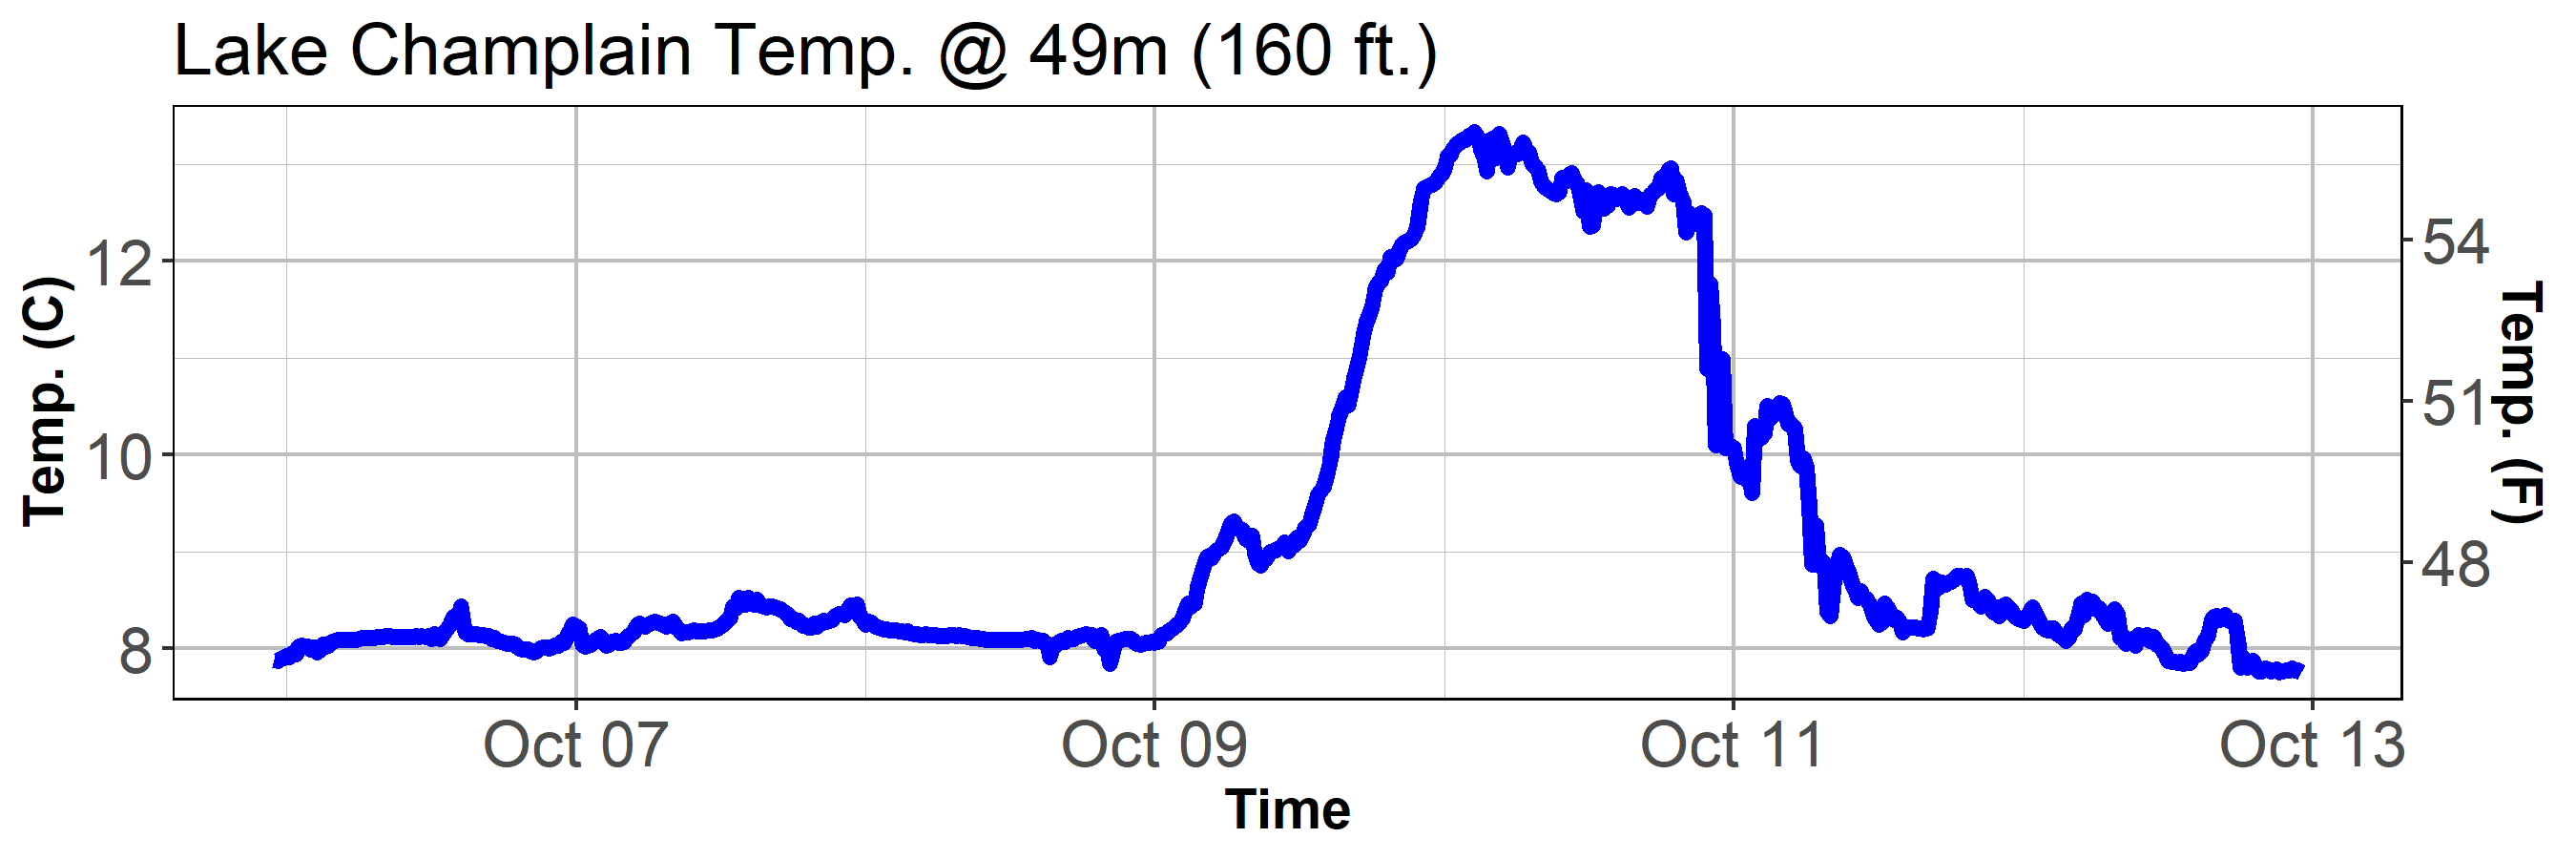 Lake Champlain Temp. @ 49m (160 ft.)
Temp. (C)
12
10
8
54
51
48
Temp. (F)
Oct 07
Oct 09
Oct 11
Oct 13
Time